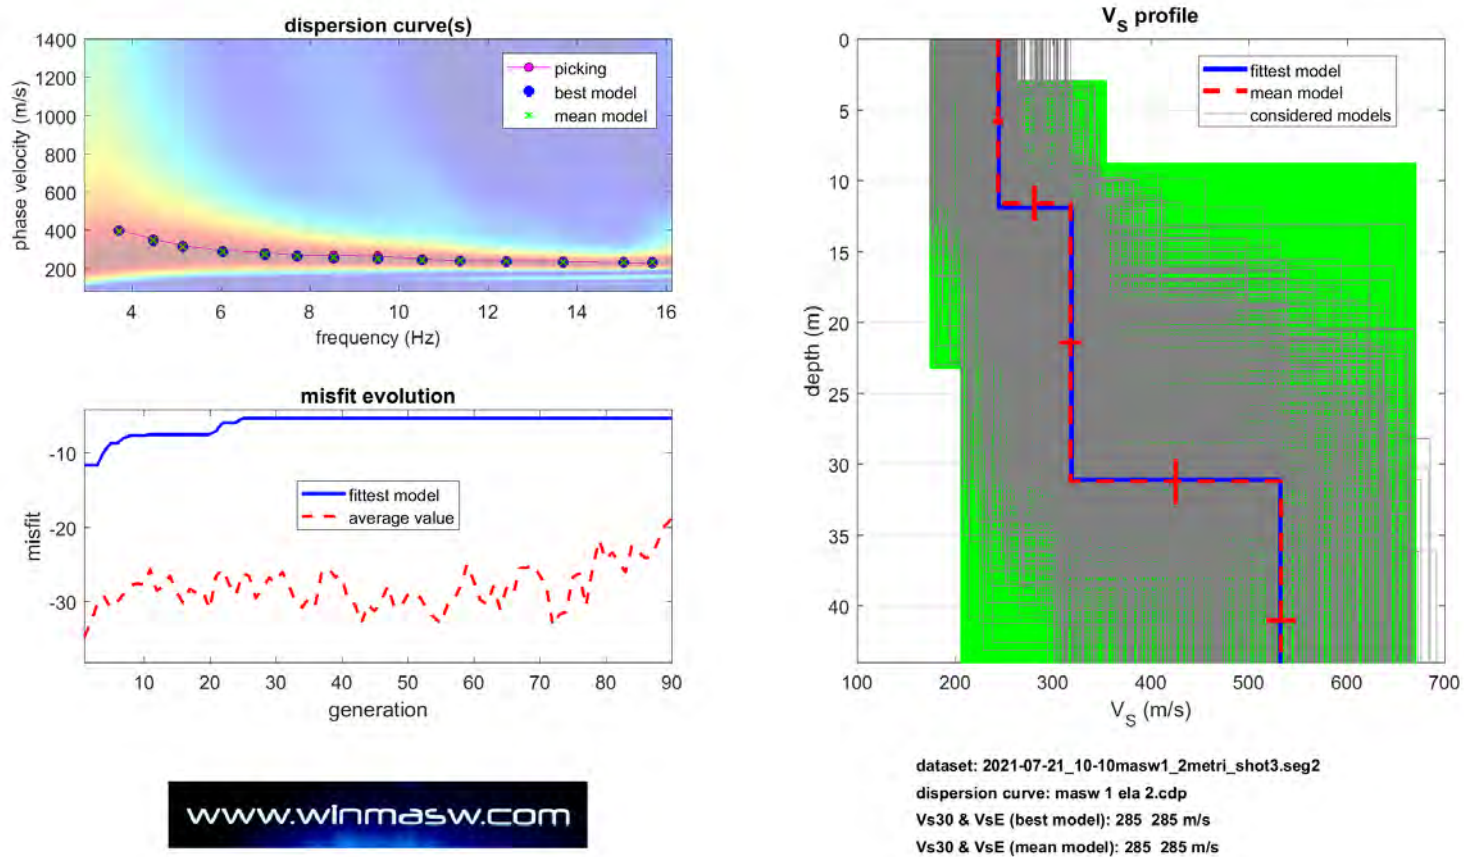 dispersion curve(s)
1400
1200
1000
800
600
400
200
phase velocity (m/s)
picking
best model
mean model
4
6
8
10
12
14
16
frequency (Hz)
misfit evolution
-10
-20
-30
misfit
fittest model
average value
10
20
30
40
50
60
70
80
90
generation
www.winmasw.com
VS profile
0
5
10
15
20
25
30
35
40
depth (m)
fittest model
mean model
considered models
100
200
300
400
500
600
700
VS (m/s)
dataset: 2021-07-21_10-10masw1_2metri_shot3.seg2
dispersion curve: masw 1 ela 2.cdp
Vs30 & VsE (best model): 285 285 m/s
Vs30 & VsE (mean model): 285 285 m/s